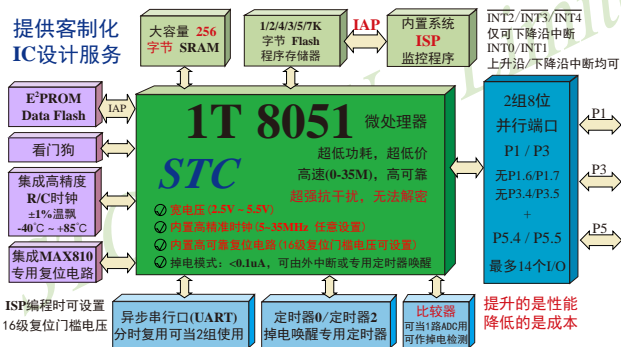 提供客制化
IC设计服务
大容量 256
字节 SRAM
1/2/4/3/5/7K
字节 Flash
程序存储器
IAP
内置系统
ISP
监控程序
INT2 / INT3 / INT4
仅可下降沿中断
INT0 / INT1
上升沿/下降沿中断均可
E²PROM
Data Flash
IAP
看门狗
集成高精度
R/C时钟
±1%温飘
-40℃ ~ +85℃
集成MAX810
专用复位电路
ISP编程时可设置
16级复位门槛电压
1T 8051 微处理器
STC
超低功耗，超低价
高速(0-35M)，高可靠
超强抗干扰，无法解密
宽电压(2.5V ~ 5.5V)
内置高精准时钟(5~35MHz 任意设置)
内置高可靠复位电路(16级复位门槛电压可设置)
掉电模式：<0.1uA，可由外中断或专用定时器唤醒
2组8位
并行端口
P1 / P3
无P1.6/P1.7
无P3.4/P3.5
+
P5.4 / P5.5
最多14个I/O
P1
P3
P5
异步串行口(UART)
分时复用可当2组使用
定时器0/定时器2
掉电唤醒专用定时器
比较器
可当1路ADC用
可作掉电检测
提升的是性能
降低的是成本